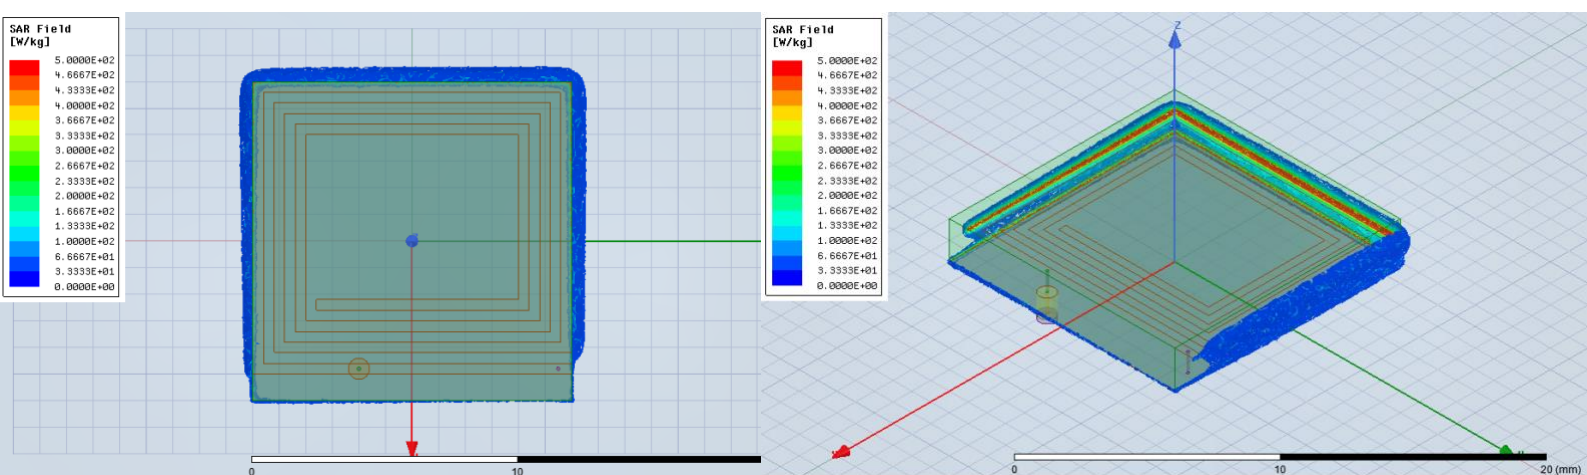 SAR Field
[W/kg]
5.0000E+02
4.6667E+02
4.3333E+02
4.0000E+02
3.6667E+02
3.3333E+02
3.0000E+02
2.6667E+02
2.3333E+02
2.0000E+02
1.6667E+02
1.3333E+02
1.0000E+02
6.6667E+01
3.3333E+01
0.0000E+00
0
10
SAR Field
[W/kg]
5.0000E+02
4.6667E+02
4.3333E+02
4.0000E+02
3.6667E+02
3.3333E+02
3.0000E+02
2.6667E+02
2.3333E+02
2.0000E+02
1.6667E+02
1.3333E+02
1.0000E+02
6.6667E+01
3.3333E+01
0.0000E+00
Z
0
10
20 (mm)